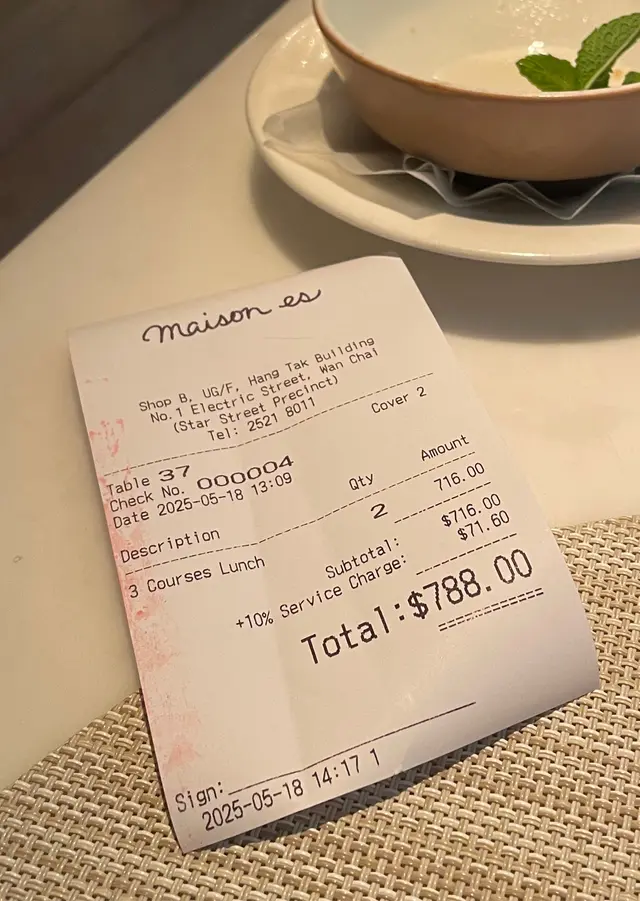 maison es
Shop B, UG/F, Hang Tak Building
No.1 Electric Street, Wan Chai
(Star Street Precinct)
Tel: 2521 8011
Cover 2
Table 37
Check No. 000004
Date 2025-05-18 13:09
Description Qty Amount
3 Courses Lunch 2 716.00
Subtotal: $716.00
+10% Service Charge: $71.60
Total:$788.00
Sign:
2025-05-18 14:17 1